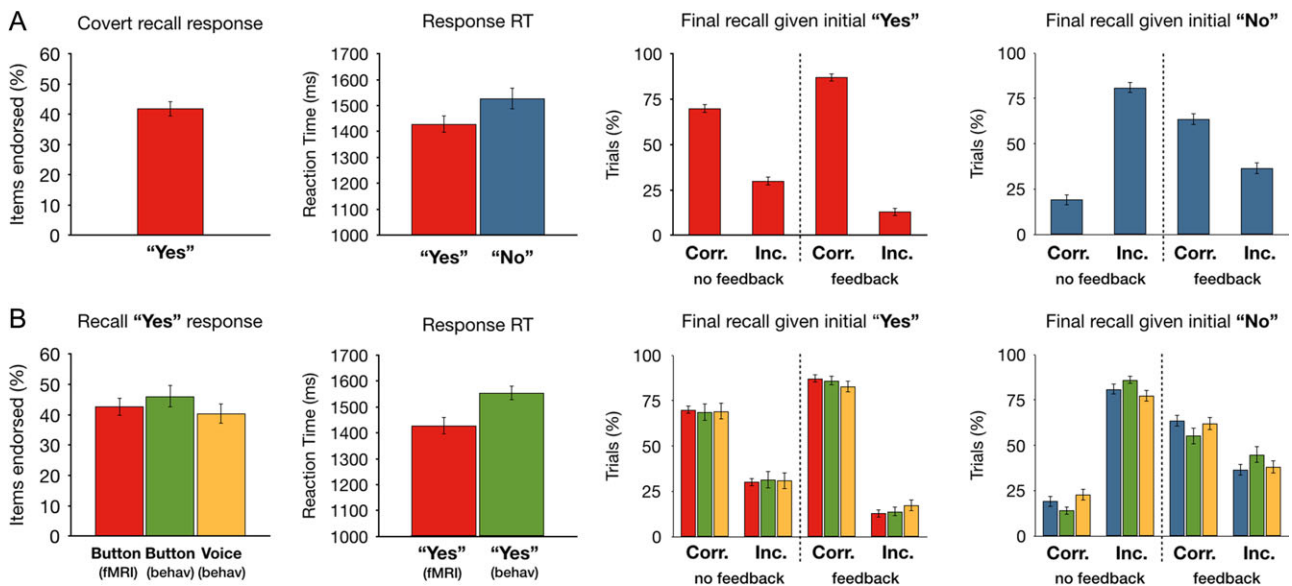 A
Covert recall response
Items endorsed (%)
60
50
40
30
20
10
0
“Yes”
Response RT
Reaction Time (ms)
1700
1600
1500
1400
1300
1200
1100
1000
“Yes” “No”
Final recall given initial “Yes”
Trials (%)
100
75
50
25
0
Corr. Inc. Corr. Inc.
no feedback feedback
Final recall given initial “No”
Trials (%)
100
75
50
25
0
Corr. Inc. Corr. Inc.
no feedback feedback
B
Recall “Yes” response
Items endorsed (%)
60
50
40
30
20
10
0
Button Button Voice
(fMRI) (behav) (behav)
Response RT
Reaction Time (ms)
1700
1600
1500
1400
1300
1200
1100
1000
“Yes” “Yes”
(fMRI) (behav)
Final recall given initial “Yes”
Trials (%)
100
75
50
25
0
Corr. Inc. Corr. Inc.
no feedback feedback
Final recall given initial “No”
Trials (%)
100
75
50
25
0
Corr. Inc. Corr. Inc.
no feedback feedback